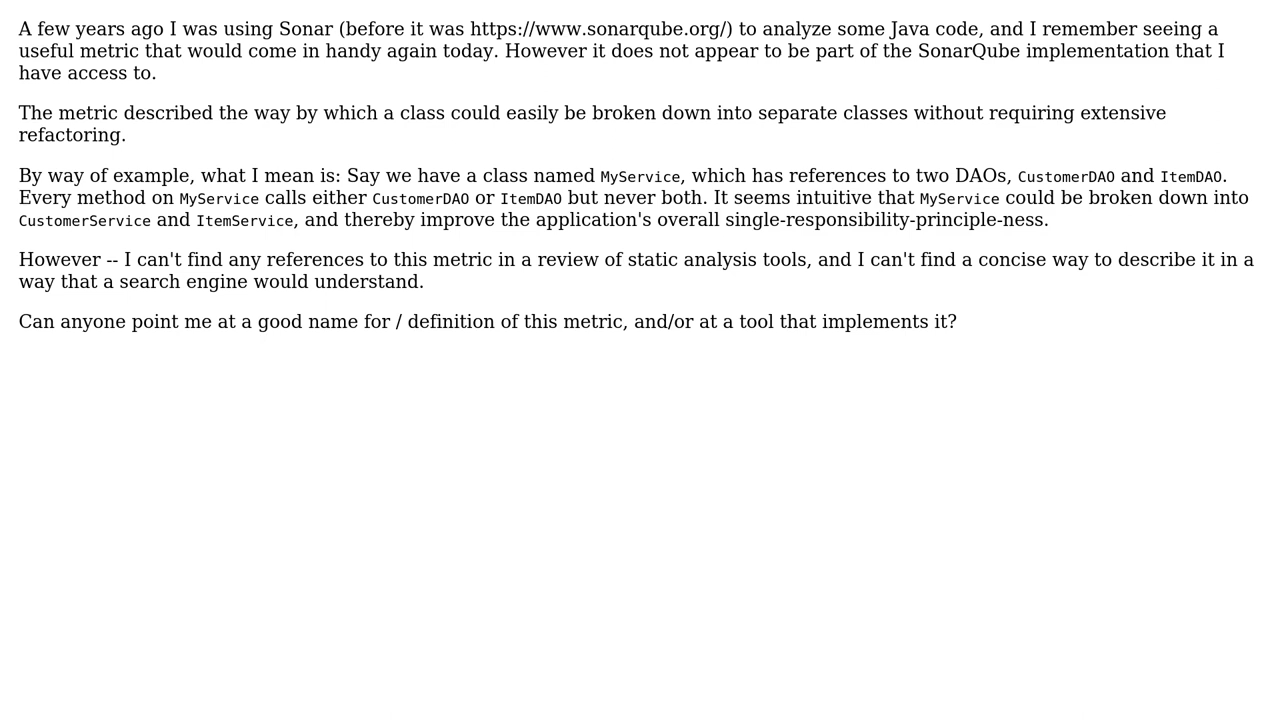 A few years ago I was using Sonar (before it was https://www.sonarqube.org/) to analyze some Java code, and I remember seeing a
useful metric that would come in handy again today. However it does not appear to be part of the SonarQube implementation that I
have access to.
The metric described the way by which a class could easily be broken down into separate classes without requiring extensive
refactoring.
By way of example, what I mean is: Say we have a class named MyService, which has references to two DAOs, CustomerDAO and ItemDAO.
Every method on MyService calls either CustomerDAO or ItemDAO but never both. It seems intuitive that MyService could be broken down into
CustomerService and ItemService, and thereby improve the application's overall single-responsibility-principle-ness.
However -- I can't find any references to this metric in a review of static analysis tools, and I can't find a concise way to describe it in a
way that a search engine would understand.
Can anyone point me at a good name for / definition of this metric, and/or at a tool that implements it?